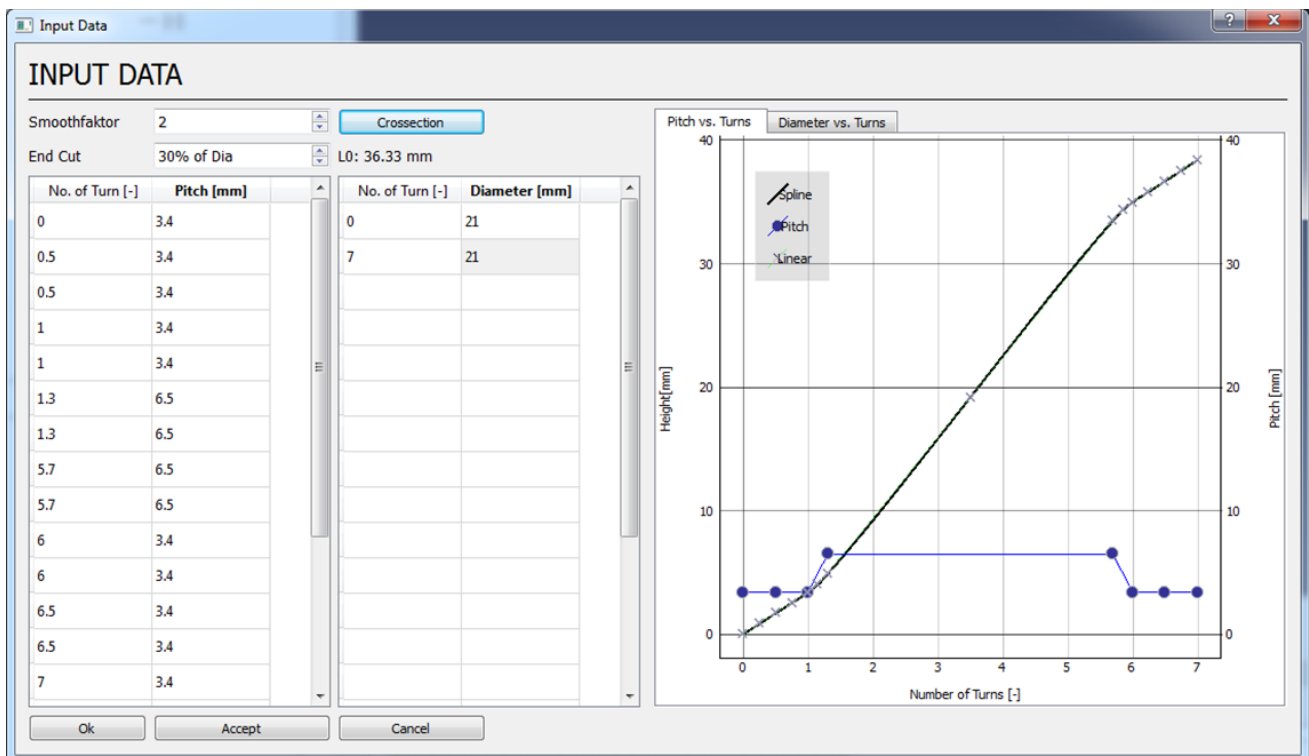 Input Data
INPUT DATA
Smoothfaktor 2 Crossection
End Cut 30% of Dia L0: 36.33 mm
No. of Turn [-] Pitch [mm]
0 3.4
0.5 3.4
0.5 3.4
1 3.4
1 3.4
1.3 6.5
1.3 6.5
5.7 6.5
5.7 6.5
6 3.4
6 3.4
6.5 3.4
6.5 3.4
7 3.4
No. of Turn [-] Diameter [mm]
0 21
7 21
Ok Accept Cancel
Pitch vs. Turns Diameter vs. Turns
40 40
Spline
Pitch
Linear
30 30
Height[mm]
Pitch [mm]
20 20
10 10
0 0
0 1 2 3 4 5 6 7
Number of Turns [-]